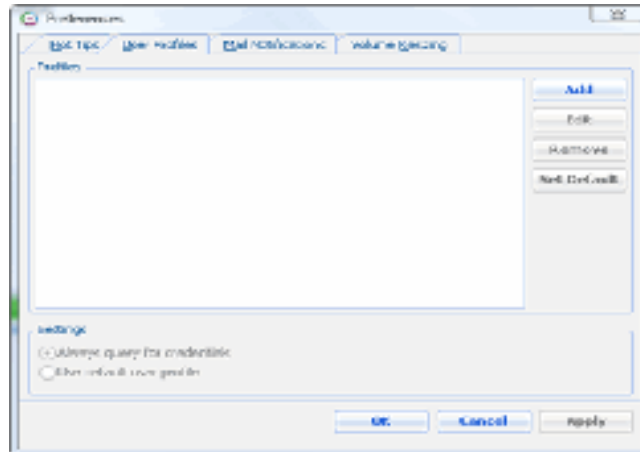 Preferences
Hot Tips
User Profiles
Mail Notifications
Volume Resizing
Profiles
Add
Edit
Remove
Set Default
Settings
Always query for credentials
Use default user profile
OK
Cancel
Apply